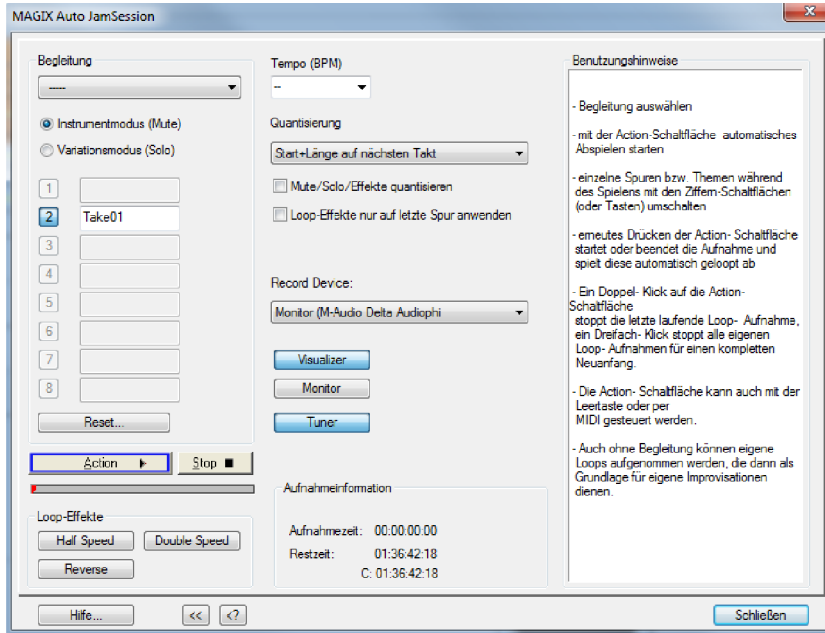 MAGIX Auto JamSession
Begleitung
-----
Instrumentmodus (Mute)
Variationsmodus (Solo)
1
2 Take01
3
4
5
6
7
8
Reset...
Action
Stop
Loop-Effekte
Half Speed Double Speed
Reverse
Tempo (BPM)
--
Quantisierung
Start+Länge auf nächsten Takt
Mute/Solo/Effekte quantisieren
Loop-Effekte nur auf letzte Spur anwenden
Record Device:
Monitor (M-Audio Delta Audiophi
Visualizer
Monitor
Tuner
Aufnahmeinformation
Aufnahmezeit: 00:00:00:00
Restzeit: 01:36:42:18
C: 01:36:42:18
Benutzungshinweise
- Begleitung auswählen
- mit der Action-Schaltfläche automatisches
Abspielen starten
- einzelne Spuren bzw. Themen während
des Spielens mit den Ziffern-Schaltflächen
(oder Tasten) umschalten
- erneutes Drücken der Action- Schaltfläche
startet oder beendet die Aufnahme und
spielt diese automatisch geloopt ab
- Ein Doppel- Klick auf die Action-
Schaltfläche
stoppt die letzte laufende Loop- Aufnahme,
ein Dreifach- Klick stoppt alle eigenen
Loop- Aufnahmen für einen kompletten
Neuanfang.
- Die Action- Schaltfläche kann auch mit der
Leertaste oder per
MIDI gesteuert werden.
- Auch ohne Begleitung können eigene
Loops aufgenommen werden, die dann als
Grundlage für eigene Improvisationen
dienen.
Hilfe... << <? Schließen